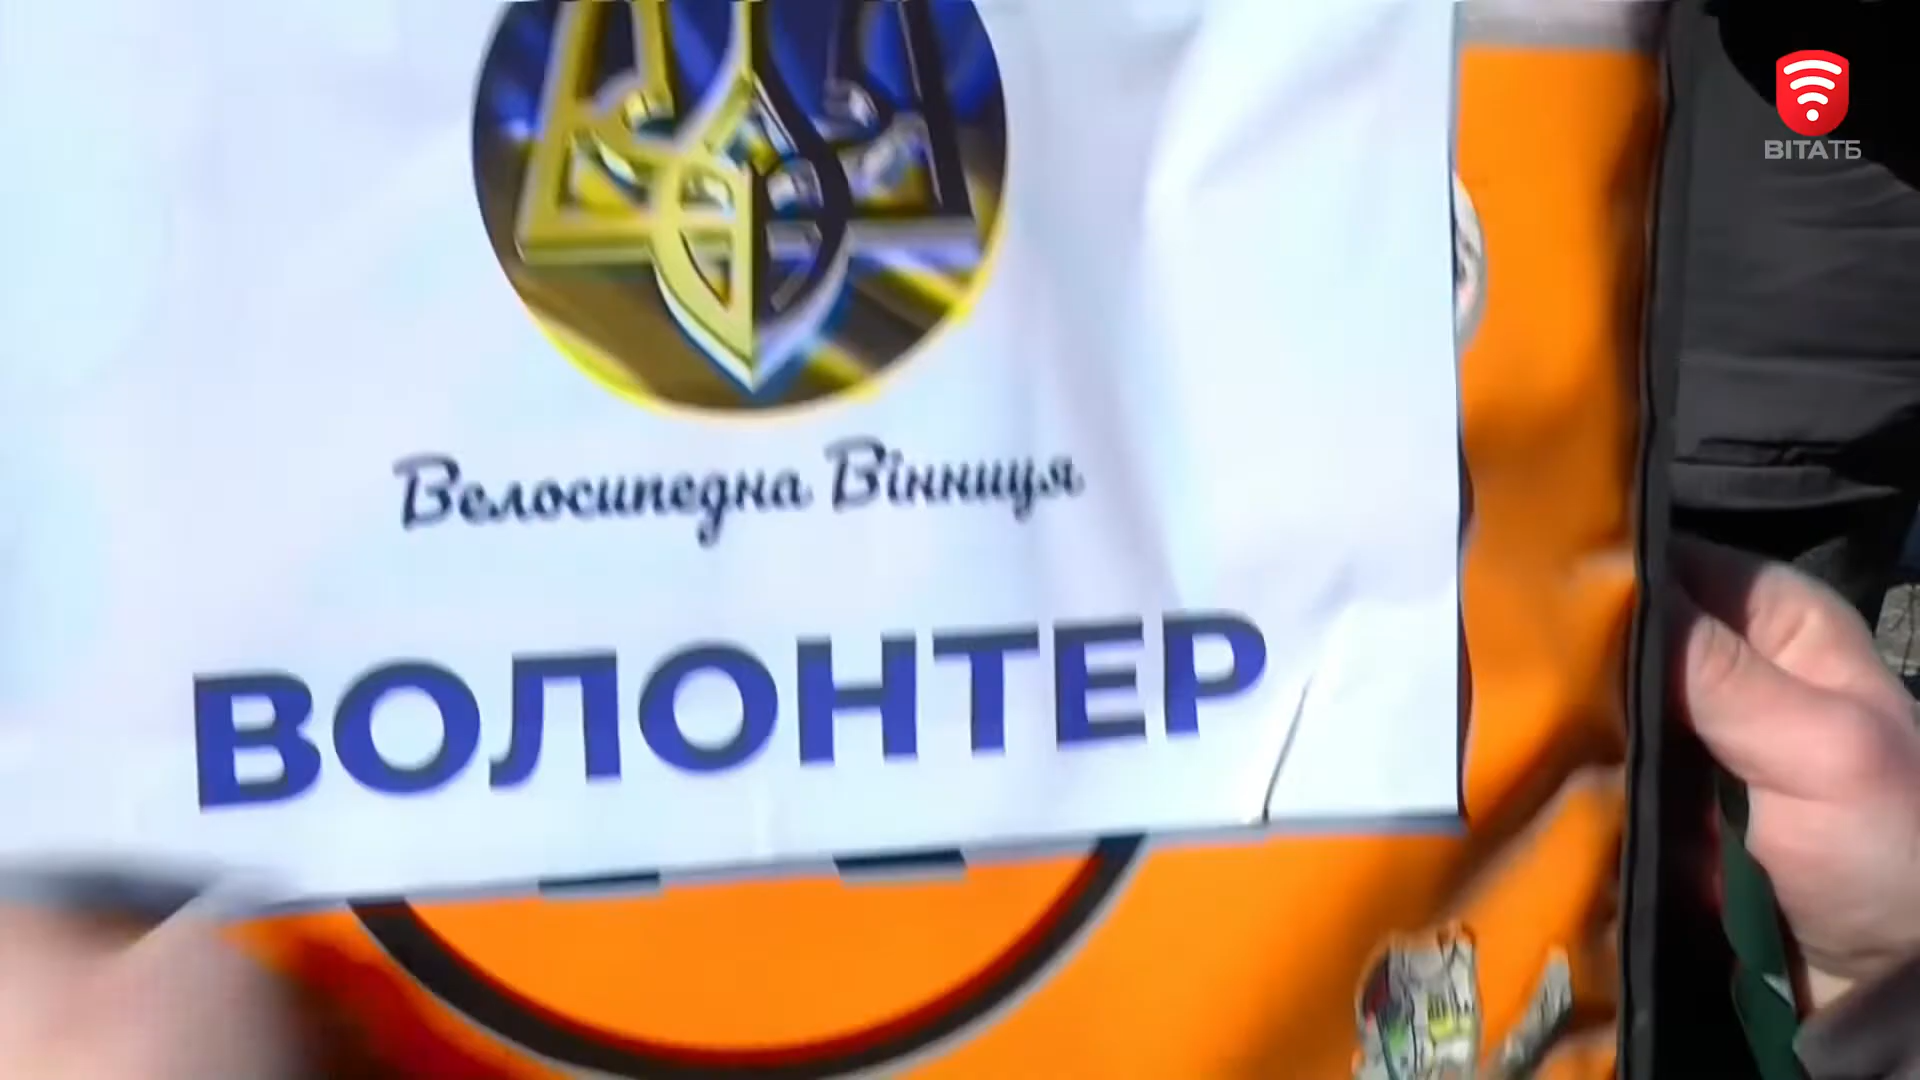 ВІТАТБ
Велосипедна Вінниця
ВОЛОНТЕР